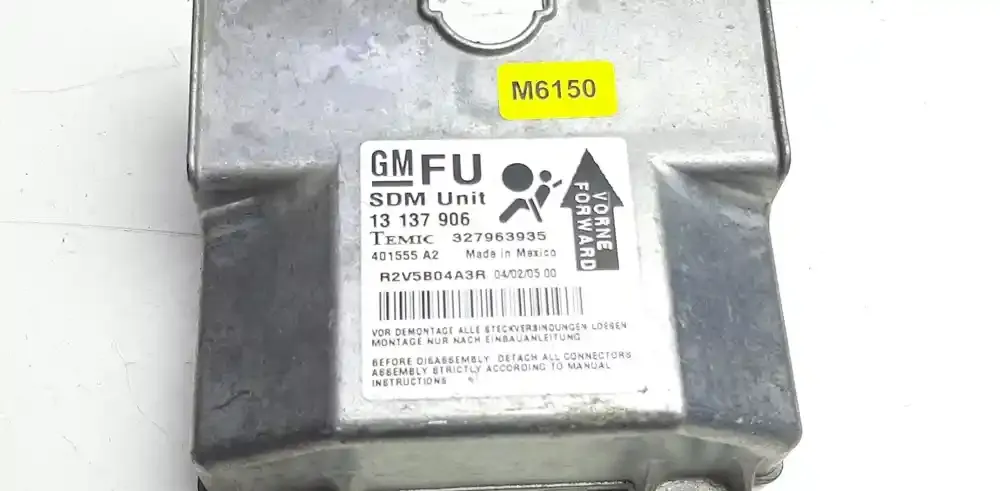 M6150
GM FU
SDM Unit
13 137 906
TEMIC 327963935
401555 A2 Made in Mexico
R2V5B04A3R 04/02/05 00
VORNE
FORWARD
VOR DEMONTAGE ALLE STECKVERBINDUNGEN LOESEN
MONTAGE NUR NACH EINBAUANLEITUNG
BEFORE DISASSEMBLY DETACH ALL CONNECTORS
ASSEMBLY STRICTLY ACCORDING TO MANUAL
INSTRUCTIONS